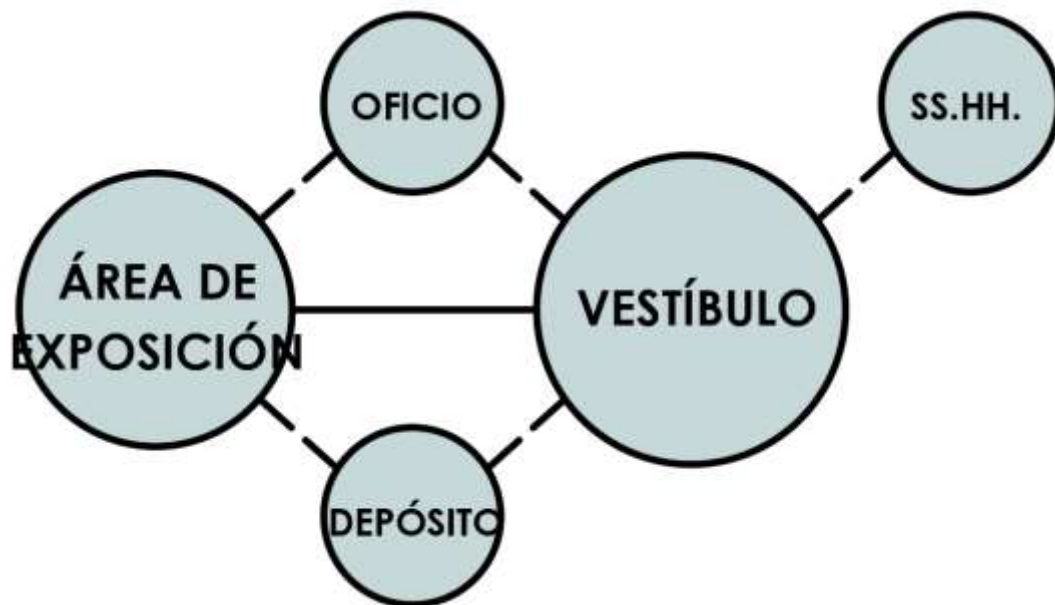 OFICIO
SS.HH.
ÁREA DE
EXPOSICIÓN
VESTÍBULO
DEPÓSITO